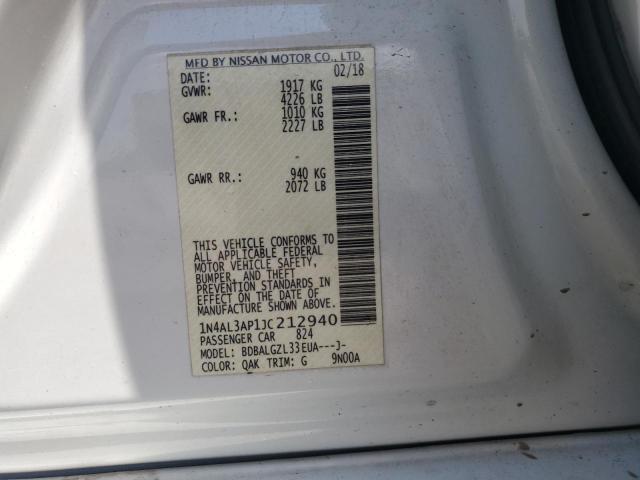 MFD BY NISSAN MOTOR CO., LTD.
DATE: 02/18
GVWR: 1917 KG
4226 LB
GAWR FR.: 1010 KG
2227 LB
GAWR RR.: 940 KG
2072 LB
THIS VEHICLE CONFORMS TO
ALL APPLICABLE FEDERAL
MOTOR VEHICLE SAFETY,
BUMPER, AND THEFT
PREVENTION STANDARDS IN
EFFECT ON THE DATE OF
MANUFACTURE SHOWN ABOVE.
1N4AL3AP1JC212940
PASSENGER CAR 824
MODEL: BDBALGZL33EUA---J-
COLOR: QAK TRIM: G 9N00A